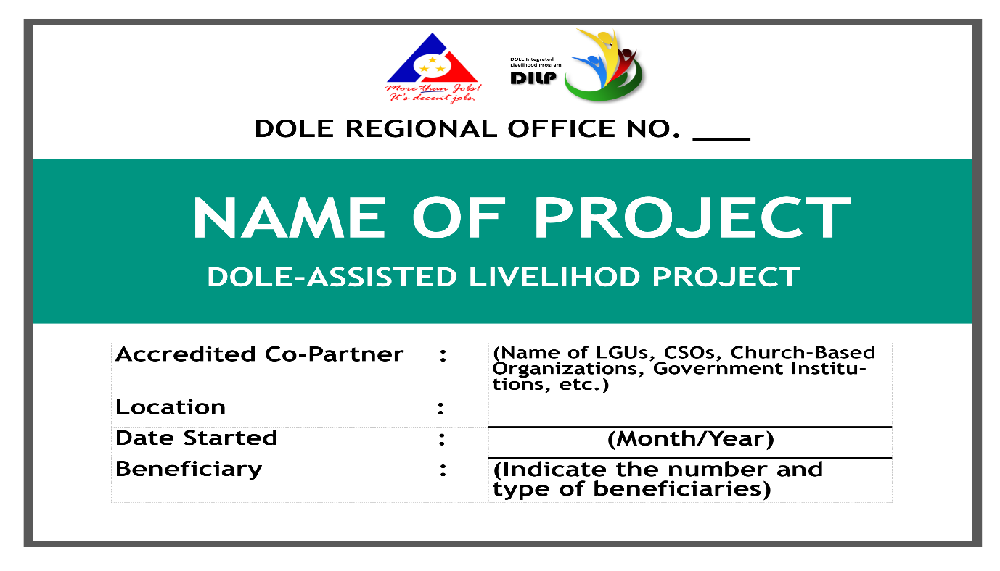 More than Jobs!
It's decent jobs.
DOLE Integrated
Livelihood Program
DILP
DOLE REGIONAL OFFICE NO. ___
NAME OF PROJECT
DOLE-ASSISTED LIVELIHOD PROJECT
Accredited Co-Partner : (Name of LGUs, CSOs, Church-Based
Organizations, Government Institu-
tions, etc.)
Location :
Date Started : (Month/Year)
Beneficiary : (Indicate the number and
type of beneficiaries)